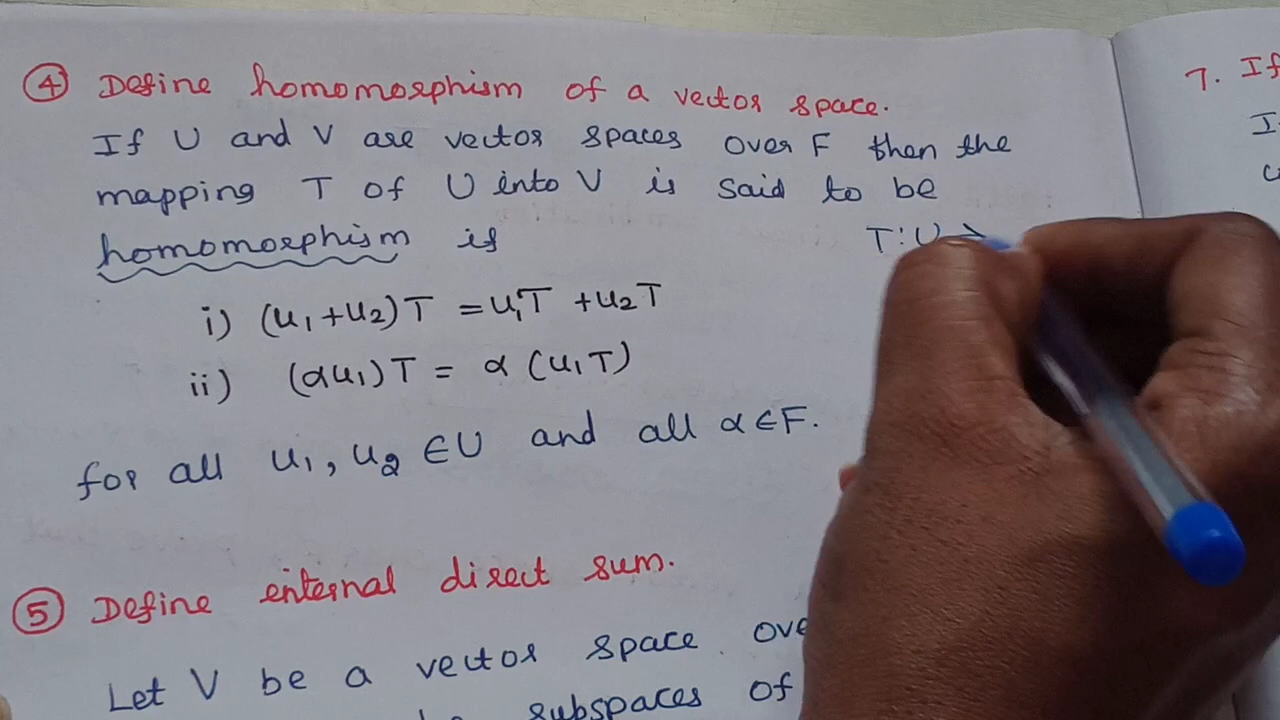 ④ Define homomorphism of a vector space.
If U and V are vector spaces over F then the
mapping T of U into V is said to be
homomorphism if
T: U →
i) (u₁+u₂)T = u₁T + u₂T
ii) (αu₁)T = α (u₁T)
for all u₁, u₂ ∈ U and all α ∈ F.
⑤ Define internal direct sum.
Let V be a vector space
subspaces of
7. If